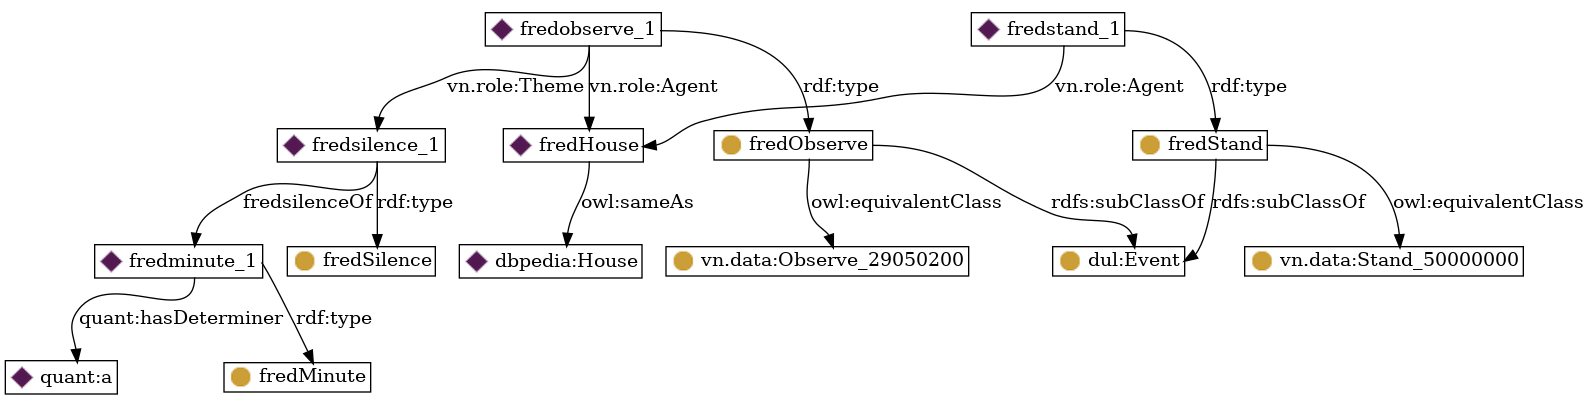 fredobserve_1
fredstand_1
vn.role:Theme
vn.role:Agent
rdf:type
vn.role:Agent
rdf:type
fredsilence_1
fredHouse
fredObserve
fredStand
fredsilenceOf
rdf:type
owl:sameAs
owl:equivalentClass
rdfs:subClassOf
rdfs:subClassOf
owl:equivalentClass
fredminute_1
fredSilence
dbpedia:House
vn.data:Observe_29050200
dul:Event
vn.data:Stand_50000000
quant:hasDeterminer
rdf:type
quant:a
fredMinute